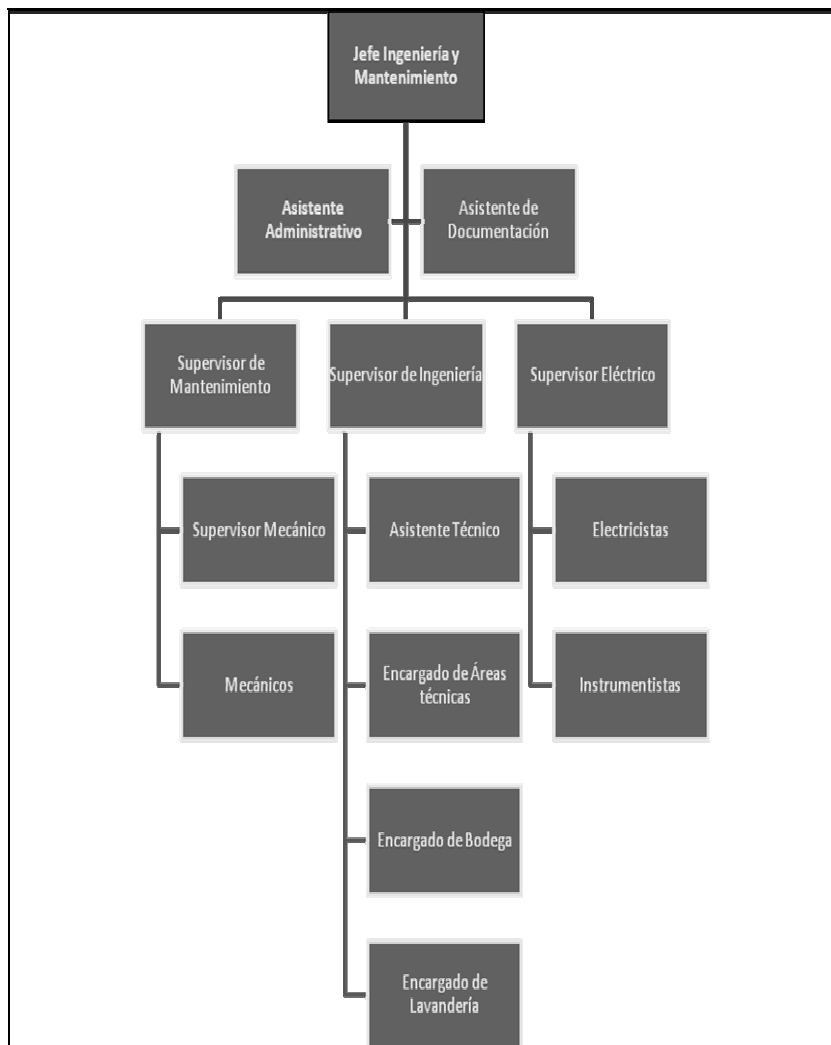 Jefe Ingeniería y
Mantenimiento
Asistente
Administrativo
Asistente de
Documentación
Supervisor de
Mantenimiento
Supervisor de Ingeniería
Supervisor Eléctrico
Supervisor Mecánico
Asistente Técnico
Electricistas
Mecánicos
Encargado de Áreas
técnicas
Instrumentistas
Encargado de Bodega
Encargado de
Lavandería